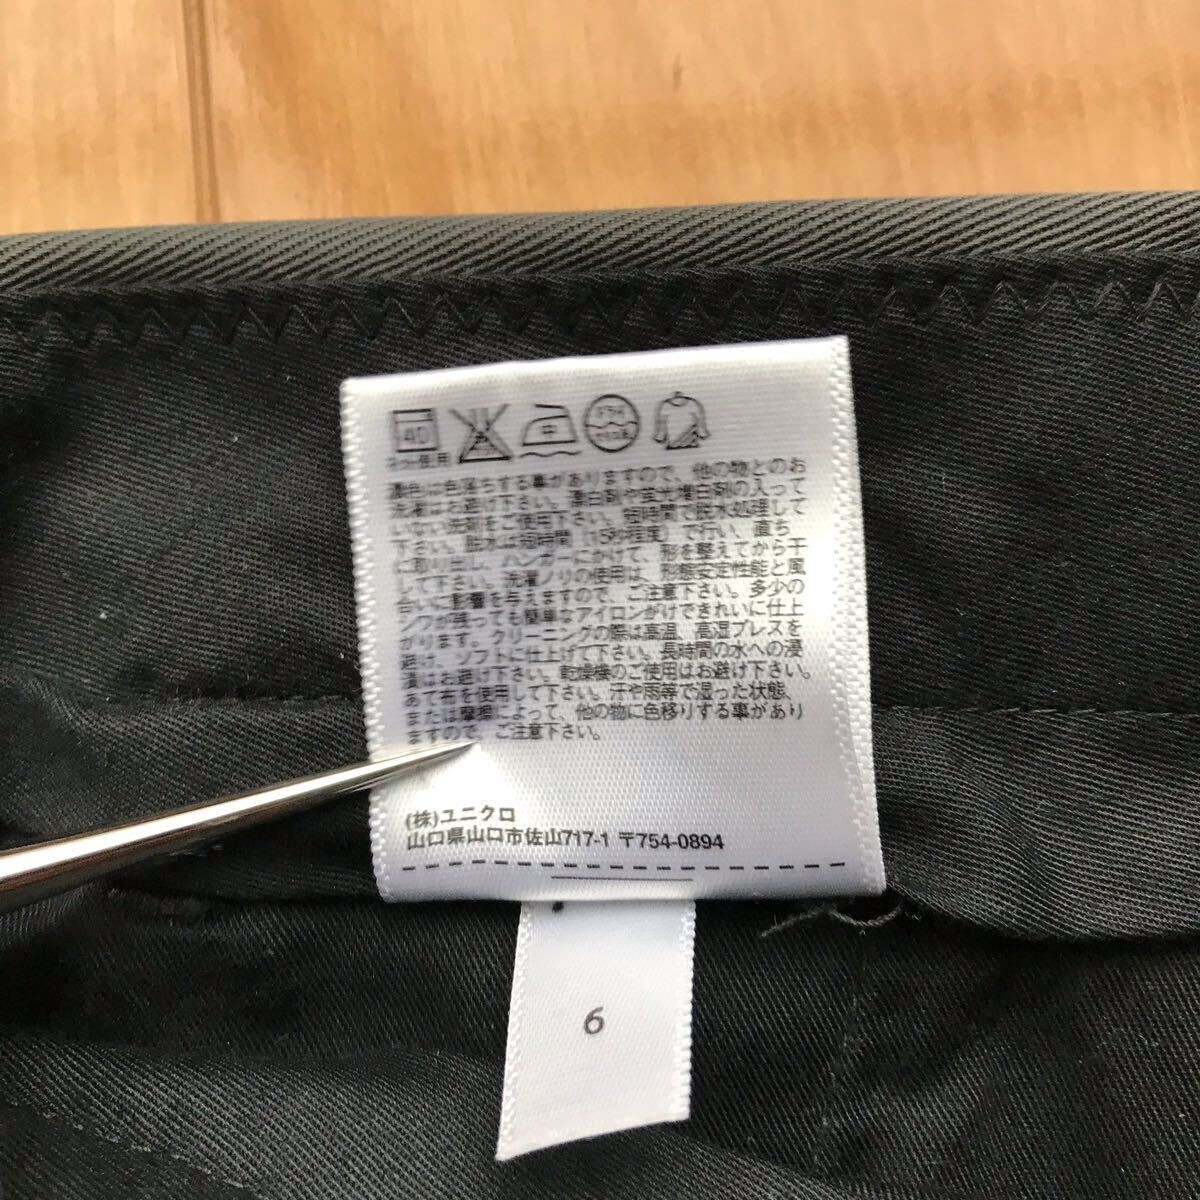 40
ネット使用
中
ドライ
セキユ系
濃色は色落ちする事がありますので、他の物とのお
洗濯はお避け下さい。漂白剤や蛍光増白剤の入って
いない洗剤をご使用下さい。短時間で脱水処理して
下さい。脱水は短時間（15秒程度）で行い、直ち
に取り出し、ハンガーにかけて、形を整えてから干
して下さい。洗濯ノリの使用は、形態安定性能と風
合いに影響を与えますので、ご注意下さい。多少の
シワが残っても簡単なアイロンがけできれいに仕上
がります。クリーニングの際は高温、高湿プレスを
避け、ソフトに仕上げて下さい。長時間の水への浸
漬はお避け下さい。乾燥機のご使用はお避け下さい。
あて布を使用して下さい。汗や雨等で湿った状態、
または摩擦によって、他の物に色移りする事があり
ますので、ご注意下さい。
(株)ユニクロ
山口県山口市佐山717-1 〒754-0894
6